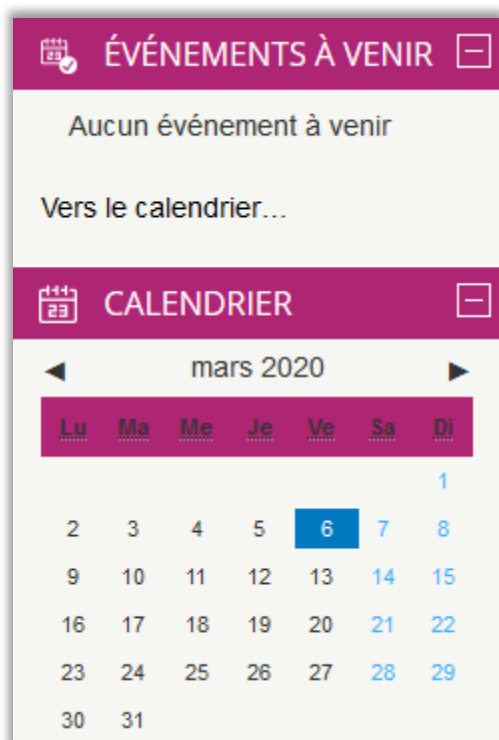 ÉVÉNEMENTS À VENIR
Aucun événement à venir
Vers le calendrier...
CALENDRIER
◄ mars 2020 ►
Lu Ma Me Je Ve Sa Di
1
2 3 4 5 6 7 8
9 10 11 12 13 14 15
16 17 18 19 20 21 22
23 24 25 26 27 28 29
30 31